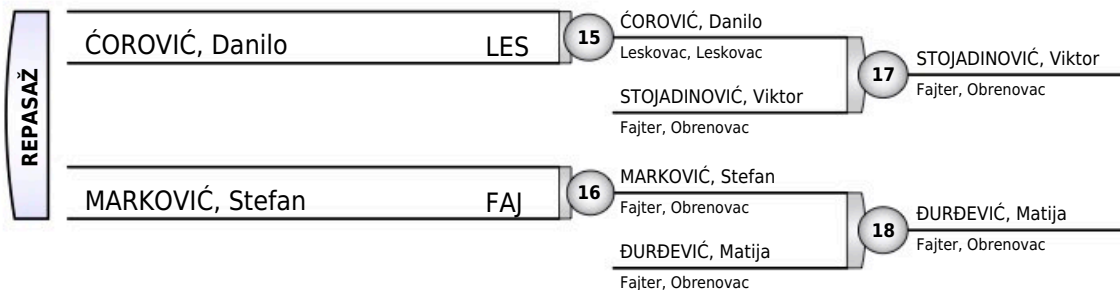 REPASAŽ
ĆOROVIĆ, Danilo LES
15
ĆOROVIĆ, Danilo
Leskovac, Leskovac
STOJADINOVIĆ, Viktor
Fajter, Obrenovac
17
STOJADINOVIĆ, Viktor
Fajter, Obrenovac
MARKOVIĆ, Stefan FAJ
16
MARKOVIĆ, Stefan
Fajter, Obrenovac
ĐURĐEVIĆ, Matija
Fajter, Obrenovac
18
ĐURĐEVIĆ, Matija
Fajter, Obrenovac